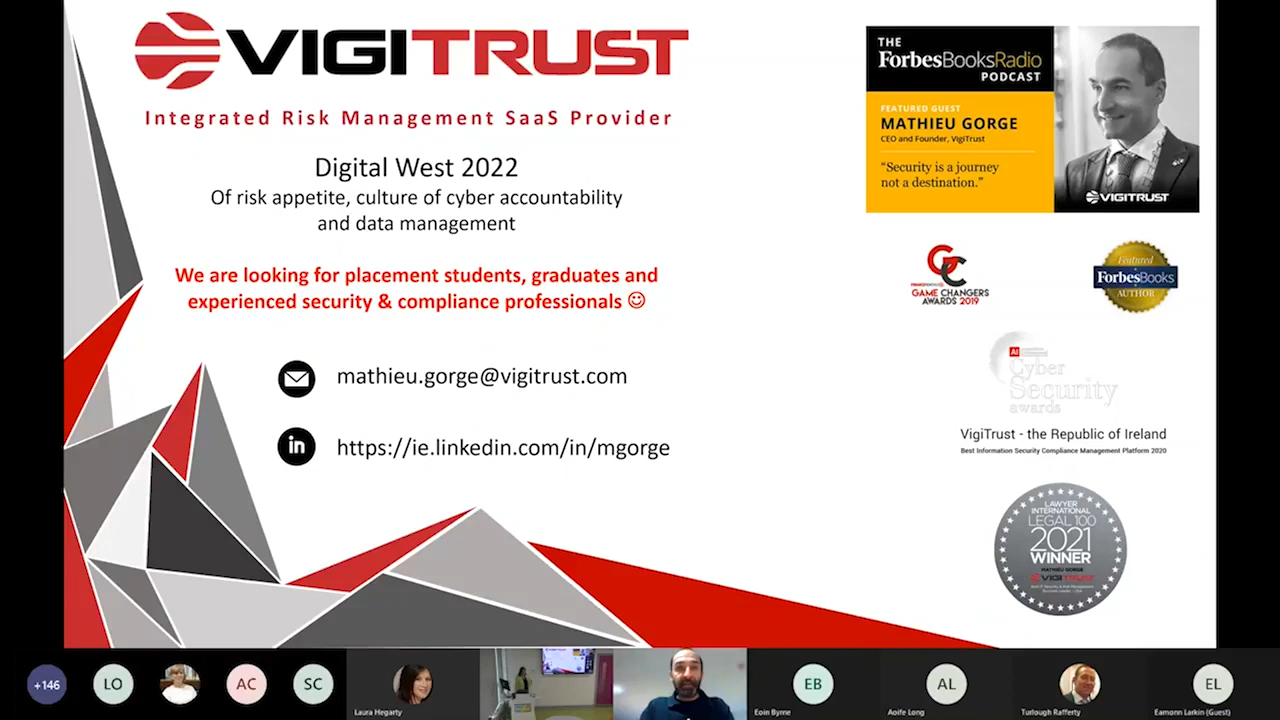 VIGITRUST
Integrated Risk Management SaaS Provider
Digital West 2022
Of risk appetite, culture of cyber accountability
and data management
We are looking for placement students, graduates and
experienced security & compliance professionals ☺
mathieu.gorge@vigitrust.com
in
https://ie.linkedin.com/in/mgorge
THE
ForbesBooksRadio
PODCAST
FEATURED GUEST
MATHIEU GORGE
CEO and Founder, VigiTrust
“Security is a journey
not a destination.”
VIGITRUST
GC
GAME CHANGERS
AWARDS 2019
Featured
ForbesBooks
AUTHOR
AI
Cyber
Security
awards
VigiTrust - the Republic of Ireland
Best Information Security Compliance Management Platform 2020
LAWYER
INTERNATIONAL
LEGAL 100
2021
WINNER
MATHIEU GORGE
VIGITRUST
+146
LO
AC
SC
Laura Hegarty
EB
Eoin Byrne
AL
Aoife Long
Turlough Rafferty
EL
Eamonn Larkin (Guest)